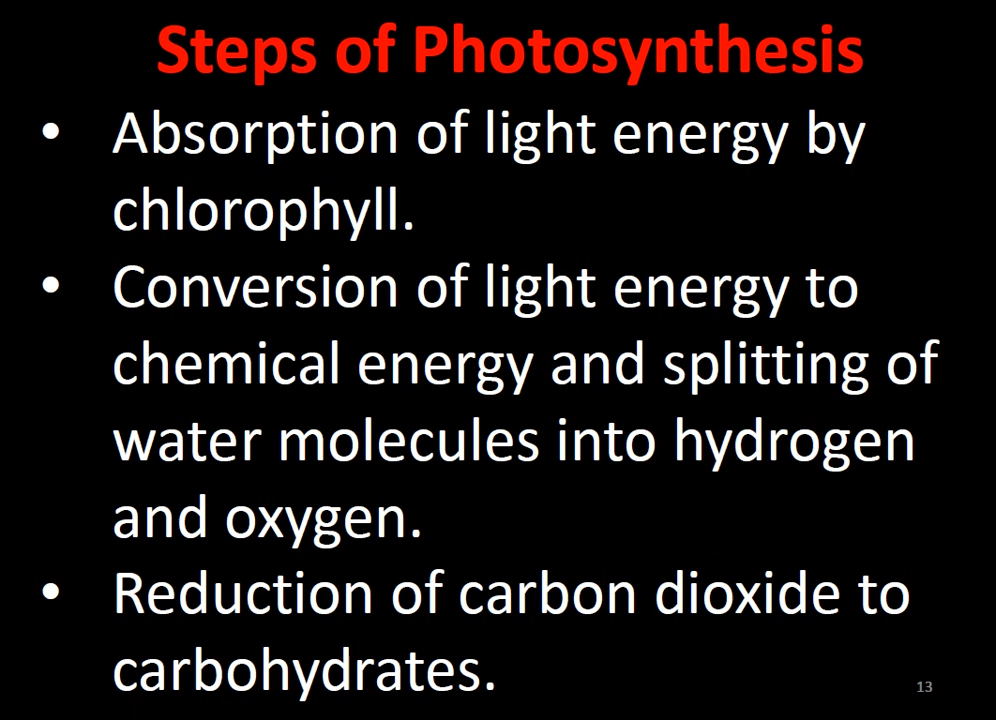 Steps of Photosynthesis
• Absorption of light energy by
chlorophyll.
• Conversion of light energy to
chemical energy and splitting of
water molecules into hydrogen
and oxygen.
• Reduction of carbon dioxide to
carbohydrates.
13